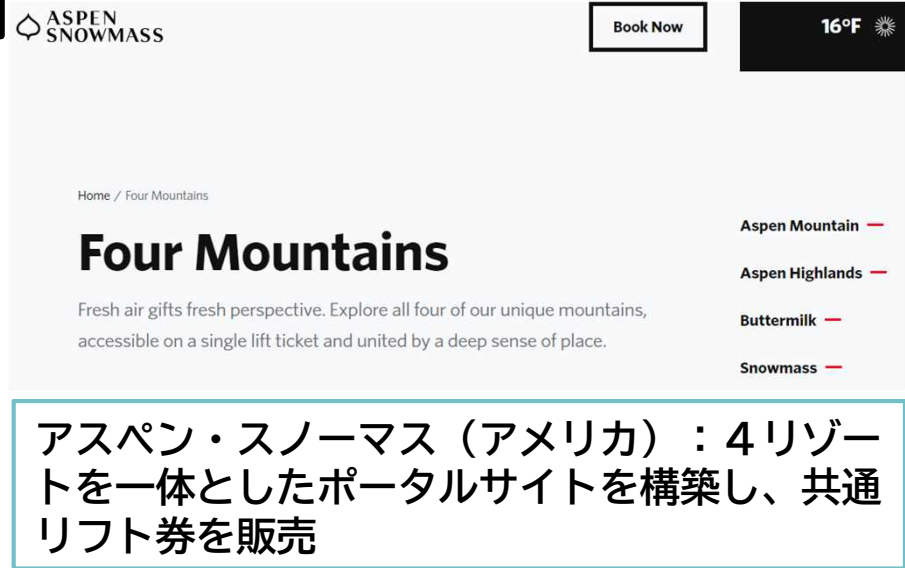 ASPEN
SNOWMASS
Book Now
16°F
Home / Four Mountains
Four Mountains
Fresh air gifts fresh perspective. Explore all four of our unique mountains,
accessible on a single lift ticket and united by a deep sense of place.
Aspen Mountain
Aspen Highlands
Buttermilk
Snowmass
アスペン・スノーマス（アメリカ）：４リゾー
トを一体としたポータルサイトを構築し、共通
リフト券を販売